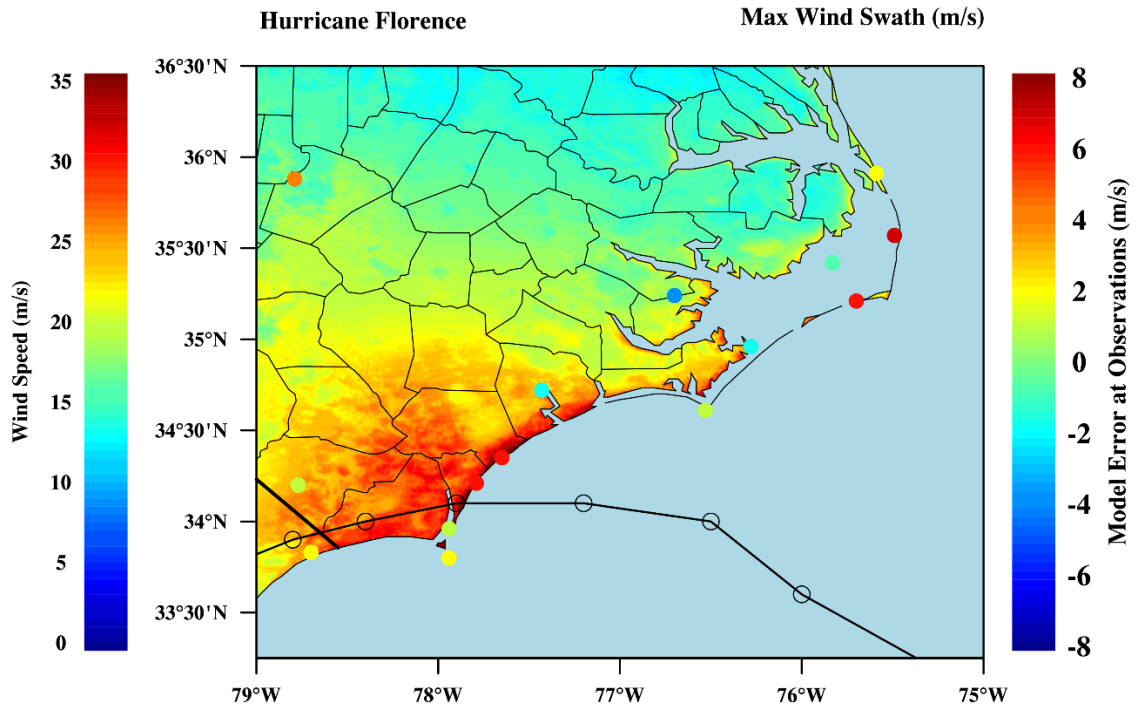 Hurricane Florence
Max Wind Swath (m/s)
Wind Speed (m/s)
35
30
25
20
15
10
5
0
36°30'N
36°N
35°30'N
35°N
34°30'N
34°N
33°30'N
79°W
78°W
77°W
76°W
75°W
8
6
4
2
0
-2
-4
-6
-8
Model Error at Observations (m/s)